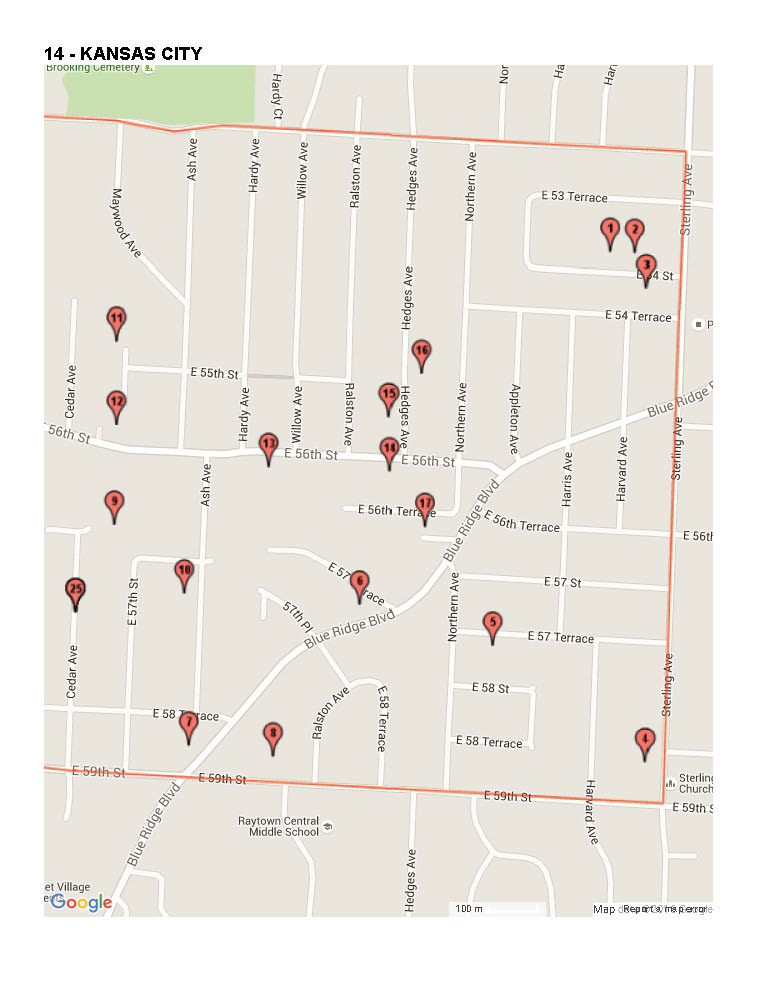 14 - KANSAS CITY
Brooking Cemetery
Hardy Ct
Nor
Ha
Har
Ash Ave
Hardy Ave
Willow Ave
Ralston Ave
Hedges Ave
Northern Ave
Sterling Ave
Maywood Ave
E 53 Terrace
1
2
3
E 54 St
Hedges Ave
E 54 Terrace
11
P
16
E 55th St
Cedar Ave
12
Hardy Ave
Willow Ave
Ralston Ave
15
Hedges Ave
Northern Ave
Appleton Ave
Blue Ridge
E 56th St
13
E 56th St
14
E 56th St
Harris Ave
Harvard Ave
Sterling Ave
Ash Ave
9
17
E 56th Terrace
E 56th Terrace
E 56th
Blue Ridge Blvd
10
25
E 57th St
E 57 Terrace
6
57th Pl
Blue Ridge Blvd
Northern Ave
E 57 St
5
E 57 Terrace
Cedar Ave
Sterling Ave
E 58 Terrace
7
8
Ralston Ave
E 58 Terrace
E 58 St
E 58 Terrace
4
E 59th St
E 59th St
E 59th St
E 59th S
Sterling
Church
Blue Ridge Blvd
Raytown Central
Middle School
Hedges Ave
Harvard Ave
et Village
Google
100 m
Map
Report a map error